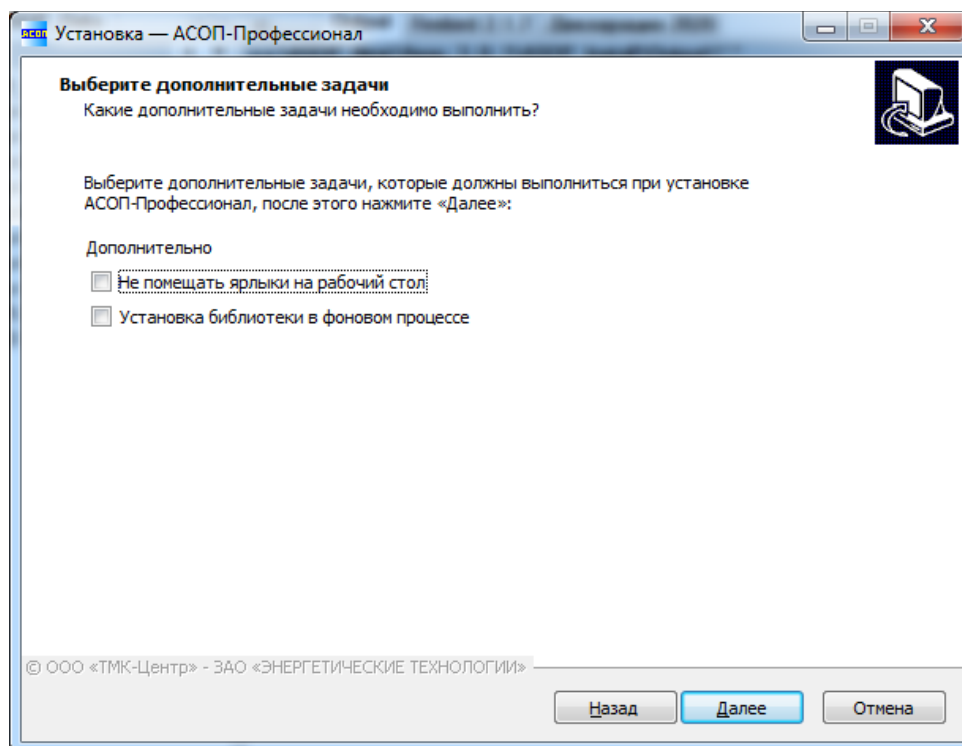 АСОП
Установка — АСОП-Профессионал
Выберите дополнительные задачи
Какие дополнительные задачи необходимо выполнить?
Выберите дополнительные задачи, которые должны выполниться при установке
АСОП-Профессионал, после этого нажмите «Далее»:
Дополнительно
Не помещать ярлыки на рабочий стол
Установка библиотеки в фоновом процессе
© ООО «ТМК-Центр» - ЗАО «ЭНЕРГЕТИЧЕСКИЕ ТЕХНОЛОГИИ»
Назад
Далее
Отмена